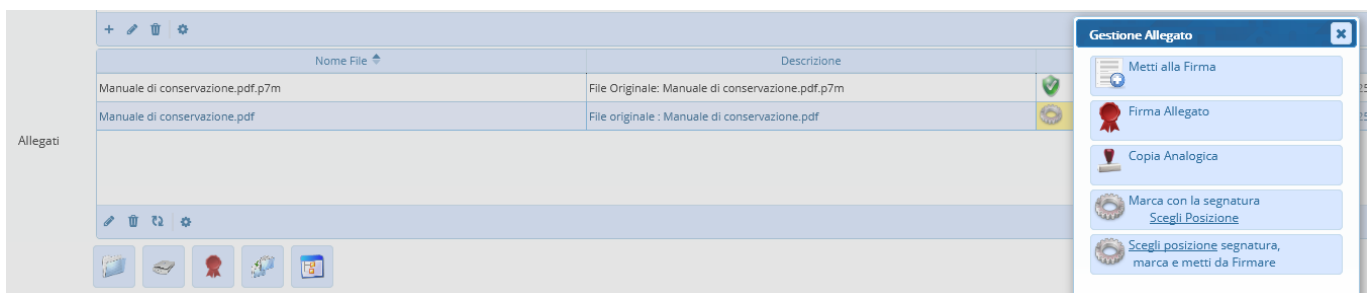 Gestione Allegato
Nome File
Descrizione
Metti alla Firma
Manuale di conservazione.pdf.p7m
File Originale: Manuale di conservazione.pdf.p7m
Manuale di conservazione.pdf
File originale : Manuale di conservazione.pdf
Firma Allegato
Allegati
Copia Analogica
Marca con la segnatura
Scegli Posizione
Scegli posizione segnatura,
marca e metti da Firmare